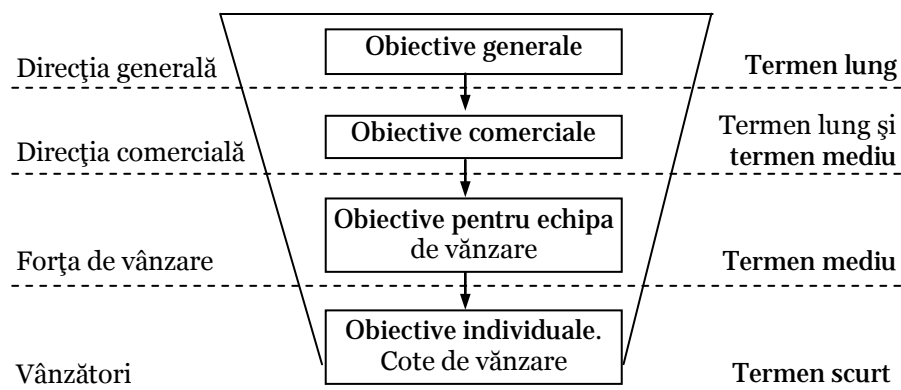 Obiective generale
Direcţia generală
Termen lung
Obiective comerciale
Termen lung şi
termen mediu
Direcţia comercială
Obiective pentru echipa
de vănzare
Forţa de vânzare
Termen mediu
Obiective individuale.
Cote de vănzare
Vânzători
Termen scurt